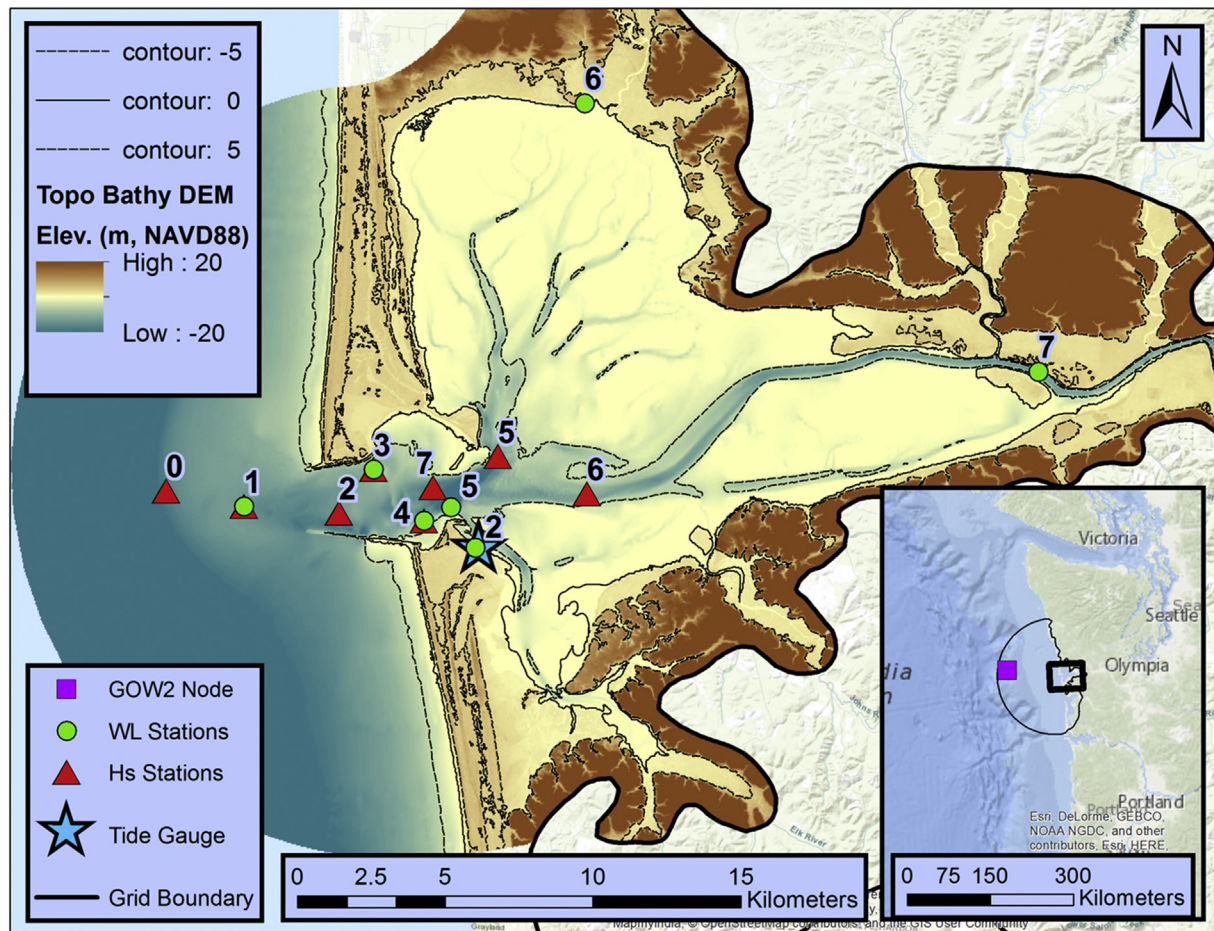 contour: -5
contour: 0
contour: 5
Topo Bathy DEM
Elev. (m, NAVD88)
High : 20
Low : -20
N
6
7
0
1
2
3
7
4
5
5
6
2
GOW2 Node
WL Stations
Hs Stations
Tide Gauge
Grid Boundary
0 2.5 5 10 15
Kilometers
Victoria
Seattle
Olympia
Portland
Esri, DeLorme, GEBCO,
NOAA NGDC, and other
contributors, Esri, HERE,
0 75 150 300
Kilometers
Elk River
Johns R
Grayland
MapmyIndia, © OpenStreetMap contributors, and the GIS User Community